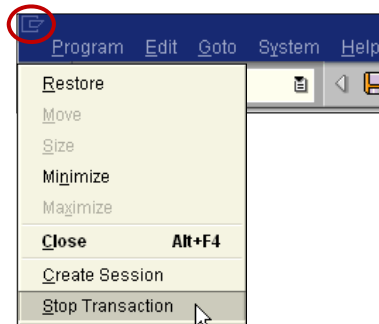 Program Edit Goto System Help
Restore
Move
Size
Minimize
Maximize
Close Alt+F4
Create Session
Stop Transaction